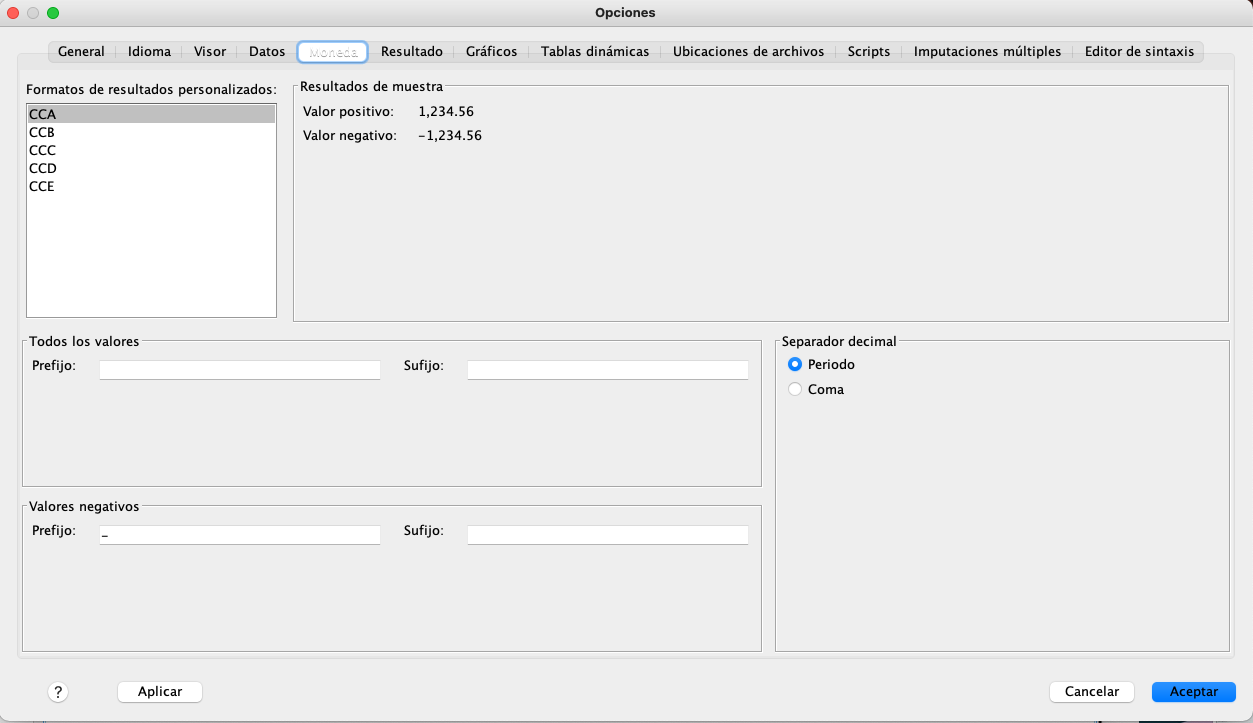 Opciones
General Idioma Visor Datos Moneda Resultado Gráficos Tablas dinámicas Ubicaciones de archivos Scripts Imputaciones múltiples Editor de sintaxis
Formatos de resultados personalizados:
CCA
CCB
CCC
CCD
CCE
Resultados de muestra
Valor positivo: 1,234.56
Valor negativo: -1,234.56
Todos los valores
Prefijo: Sufijo:
Separador decimal
Periodo
Coma
Valores negativos
Prefijo: - Sufijo:
? Aplicar Cancelar Aceptar